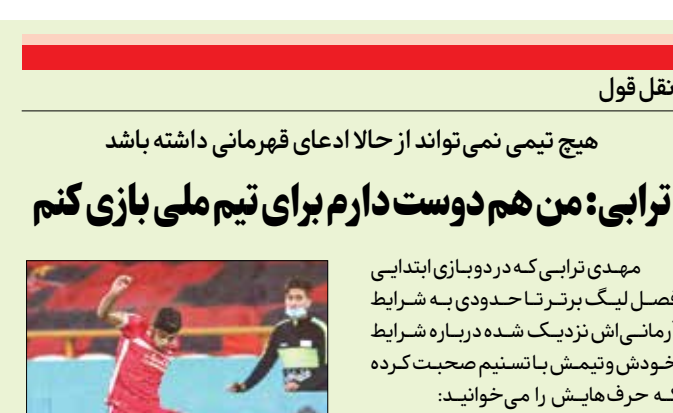 نقل قول
هیچ تیمی نمی‌تواند از حالا ادعای قهرمانی داشته باشد
ترابی: من هم دوست دارم برای تیم ملی بازی کنم
مهدی ترابی که در دو بازی ابتدایی
فصل لیگ برتر تا حدودی به شرایط
آرمانی‌اش نزدیک شده درباره شرایط
خودش وتیمش با تسنیم صحبت کرده
که حرف‌هایش را می‌خوانید: